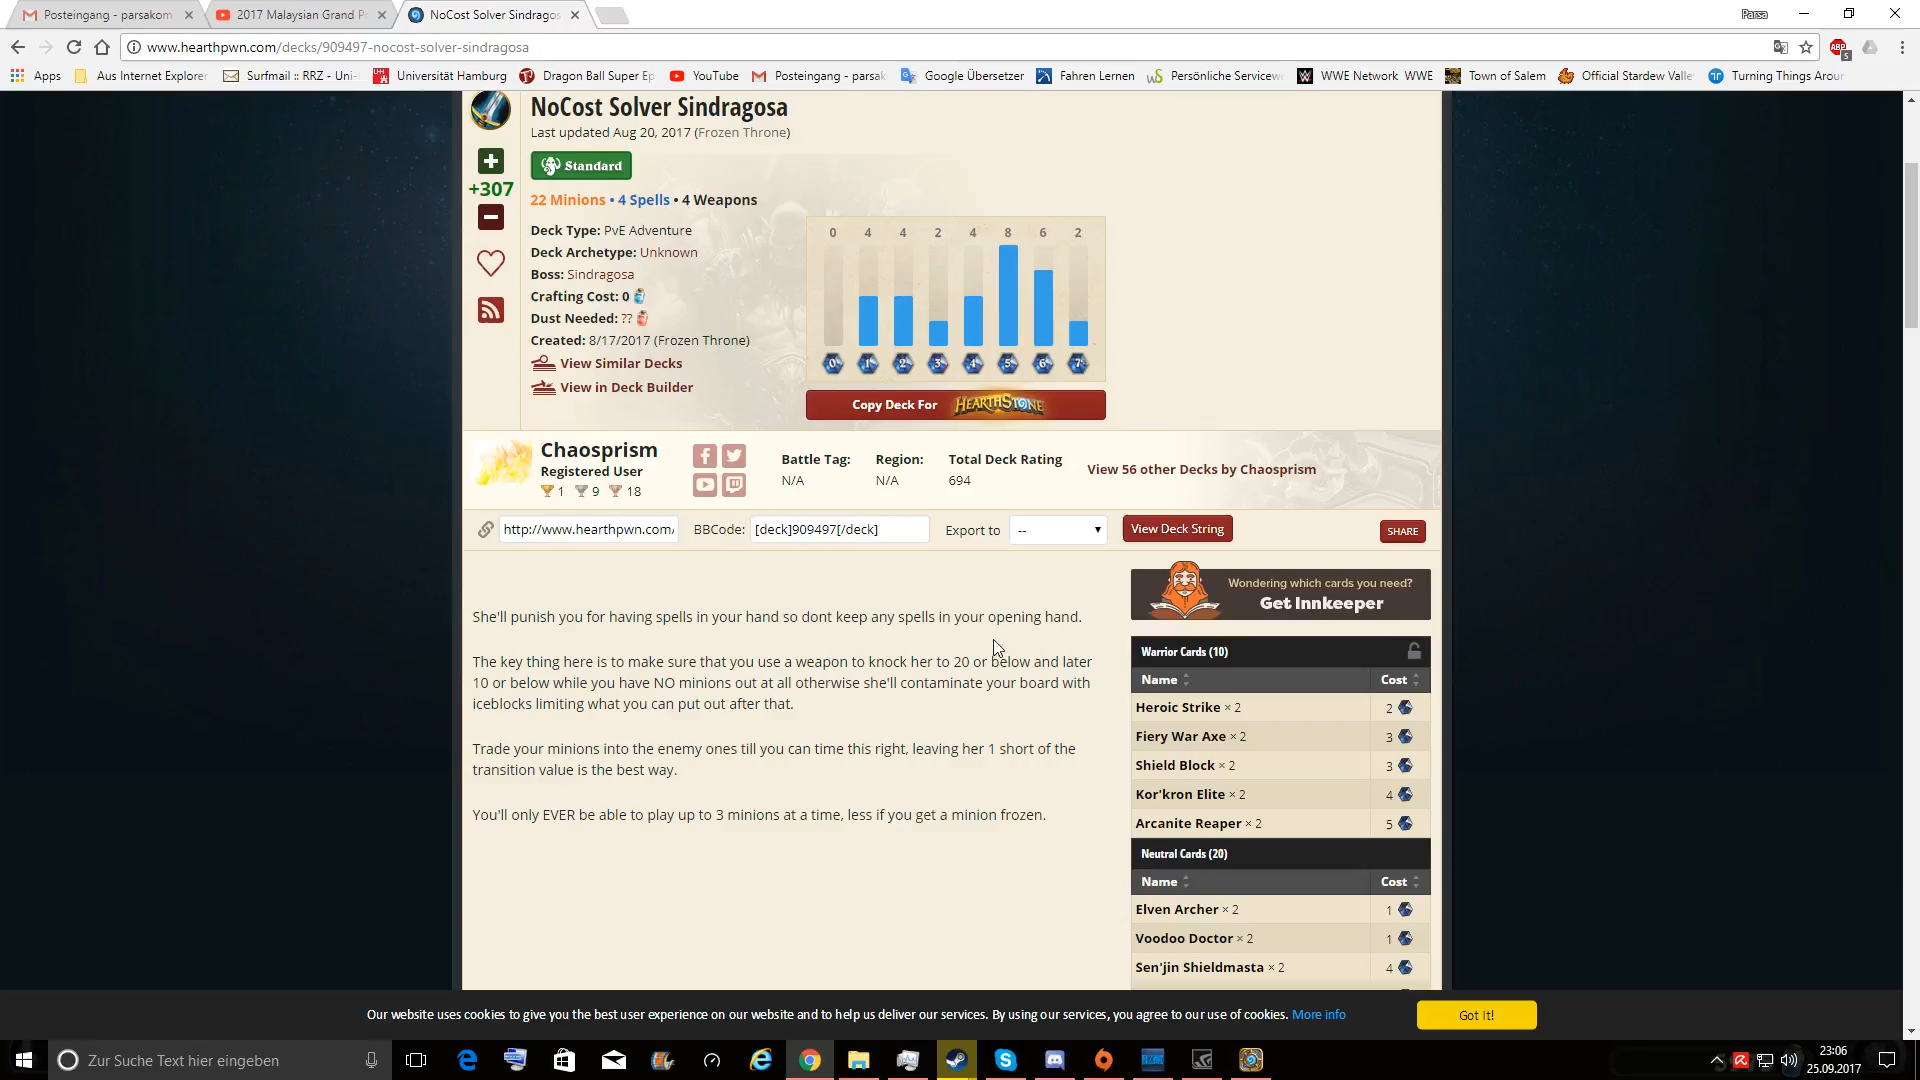 Posteingang - parsakom
2017 Malaysian Grand P
NoCost Solver Sindragos
Parsa
www.hearthpwn.com/decks/909497-nocost-solver-sindragosa
Apps
Aus Internet Explorer
Surfmail :: RRZ - Uni-
Universität Hamburg
Dragon Ball Super Ep
YouTube
Posteingang - parsak
Google Übersetzer
Fahren Lernen
Persönliche Servicew
WWE Network WWE
Town of Salem
Official Stardew Valle
Turning Things Arou
NoCost Solver Sindragosa
Last updated Aug 20, 2017 (Frozen Throne)
Standard
+307
22 Minions • 4 Spells • 4 Weapons
Deck Type: PvE Adventure
Deck Archetype: Unknown
Boss: Sindragosa
Crafting Cost: 0
Dust Needed: ??
Created: 8/17/2017 (Frozen Throne)
View Similar Decks
View in Deck Builder
0 4 4 2 4 8 6 2
0 1 2 3 4 5 6 7+
Copy Deck For HEARTHSTONE
Chaosprism
Registered User
1 9 18
Battle Tag:
N/A
Region:
N/A
Total Deck Rating
694
View 56 other Decks by Chaosprism
http://www.hearthpwn.com/
BBCode: [deck]909497[/deck]
Export to --
View Deck String
SHARE
She'll punish you for having spells in your hand so dont keep any spells in your opening hand.
The key thing here is to make sure that you use a weapon to knock her to 20 or below and later
10 or below while you have NO minions out at all otherwise she'll contaminate your board with
iceblocks limiting what you can put out after that.
Trade your minions into the enemy ones till you can time this right, leaving her 1 short of the
transition value is the best way.
You'll only EVER be able to play up to 3 minions at a time, less if you get a minion frozen.
Wondering which cards you need?
Get Innkeeper
Warrior Cards (10)
Name Cost
Heroic Strike × 2 2
Fiery War Axe × 2 3
Shield Block × 2 3
Kor'kron Elite × 2 4
Arcanite Reaper × 2 5
Neutral Cards (20)
Name Cost
Elven Archer × 2 1
Voodoo Doctor × 2 1
Sen'jin Shieldmasta × 2 4
Our website uses cookies to give you the best user experience on our website and to help us deliver our services. By using our services, you agree to our use of cookies. More info
Got it!
Zur Suche Text hier eingeben
23:06
25.09.2017